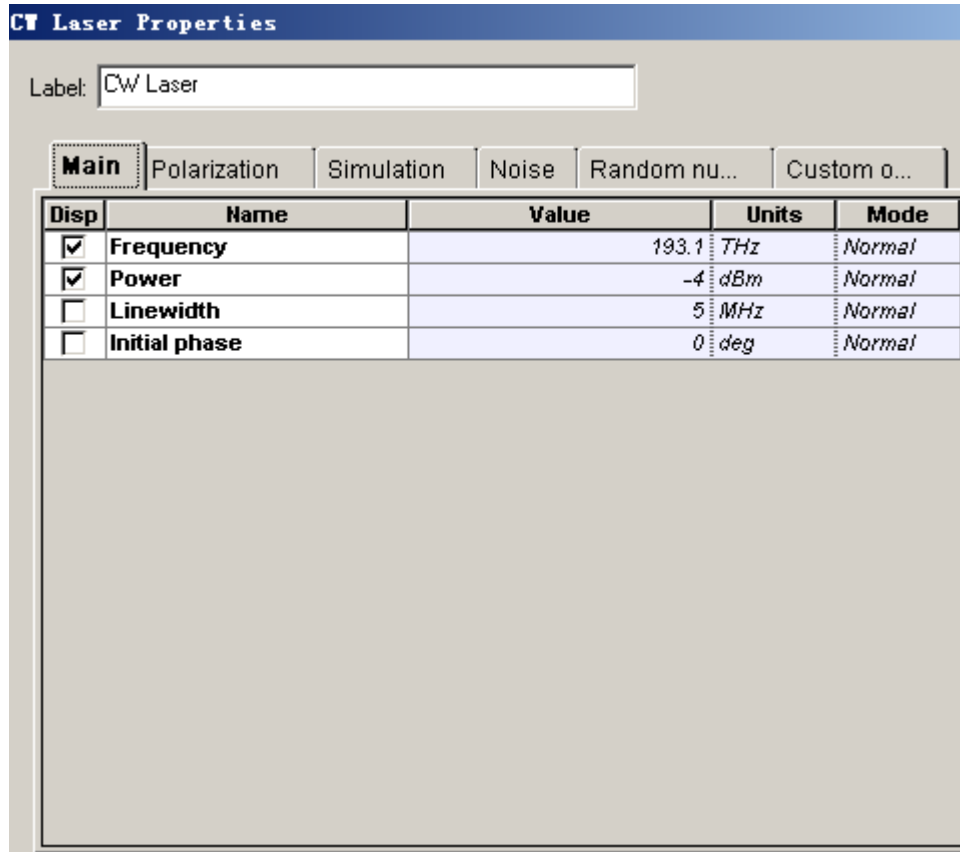 CW Laser Properties
Label: CW Laser
Main Polarization Simulation Noise Random nu... Custom o...
Disp Name Value Units Mode
Frequency 193.1 THz Normal
Power -4 dBm Normal
Linewidth 5 MHz Normal
Initial phase 0 deg Normal